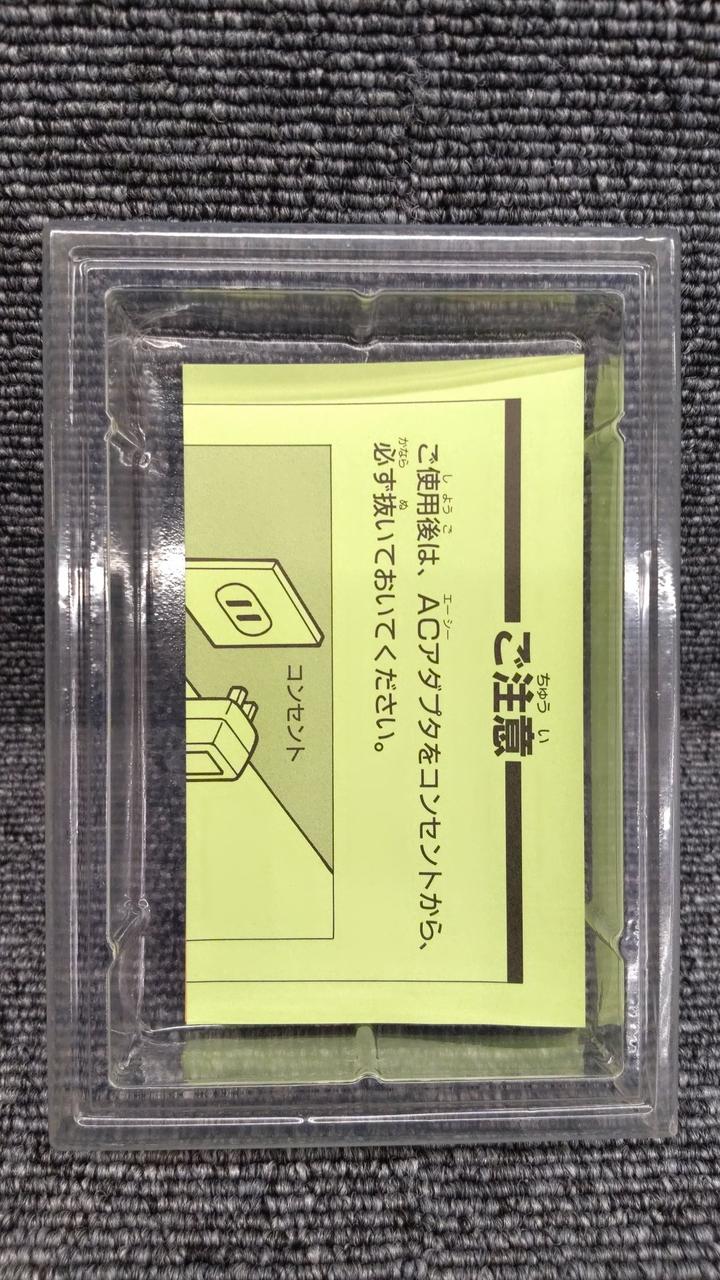 ご注意
ご使用後は、ACアダプタをコンセントから、
必ず抜いておいてください。
コンセント